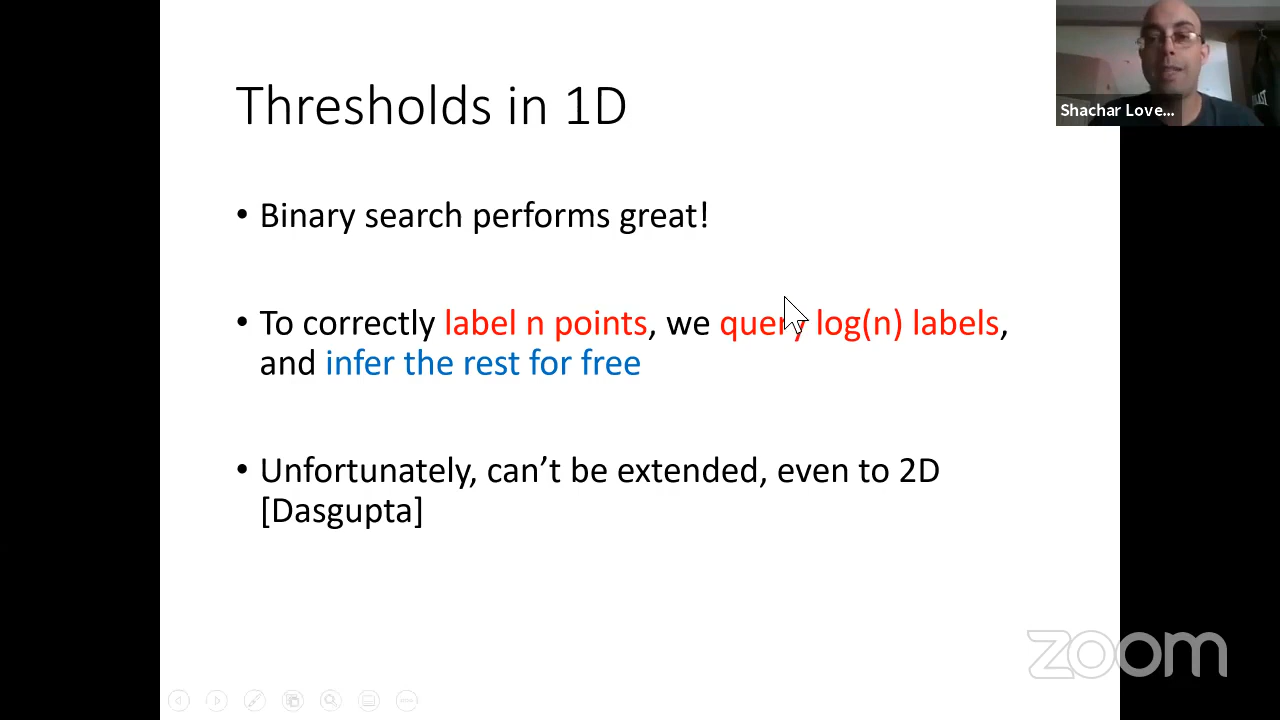 Thresholds in 1D
Shachar Love...
• Binary search performs great!
• To correctly label n points, we query log(n) labels,
and infer the rest for free
• Unfortunately, can't be extended, even to 2D
[Dasgupta]
zoom